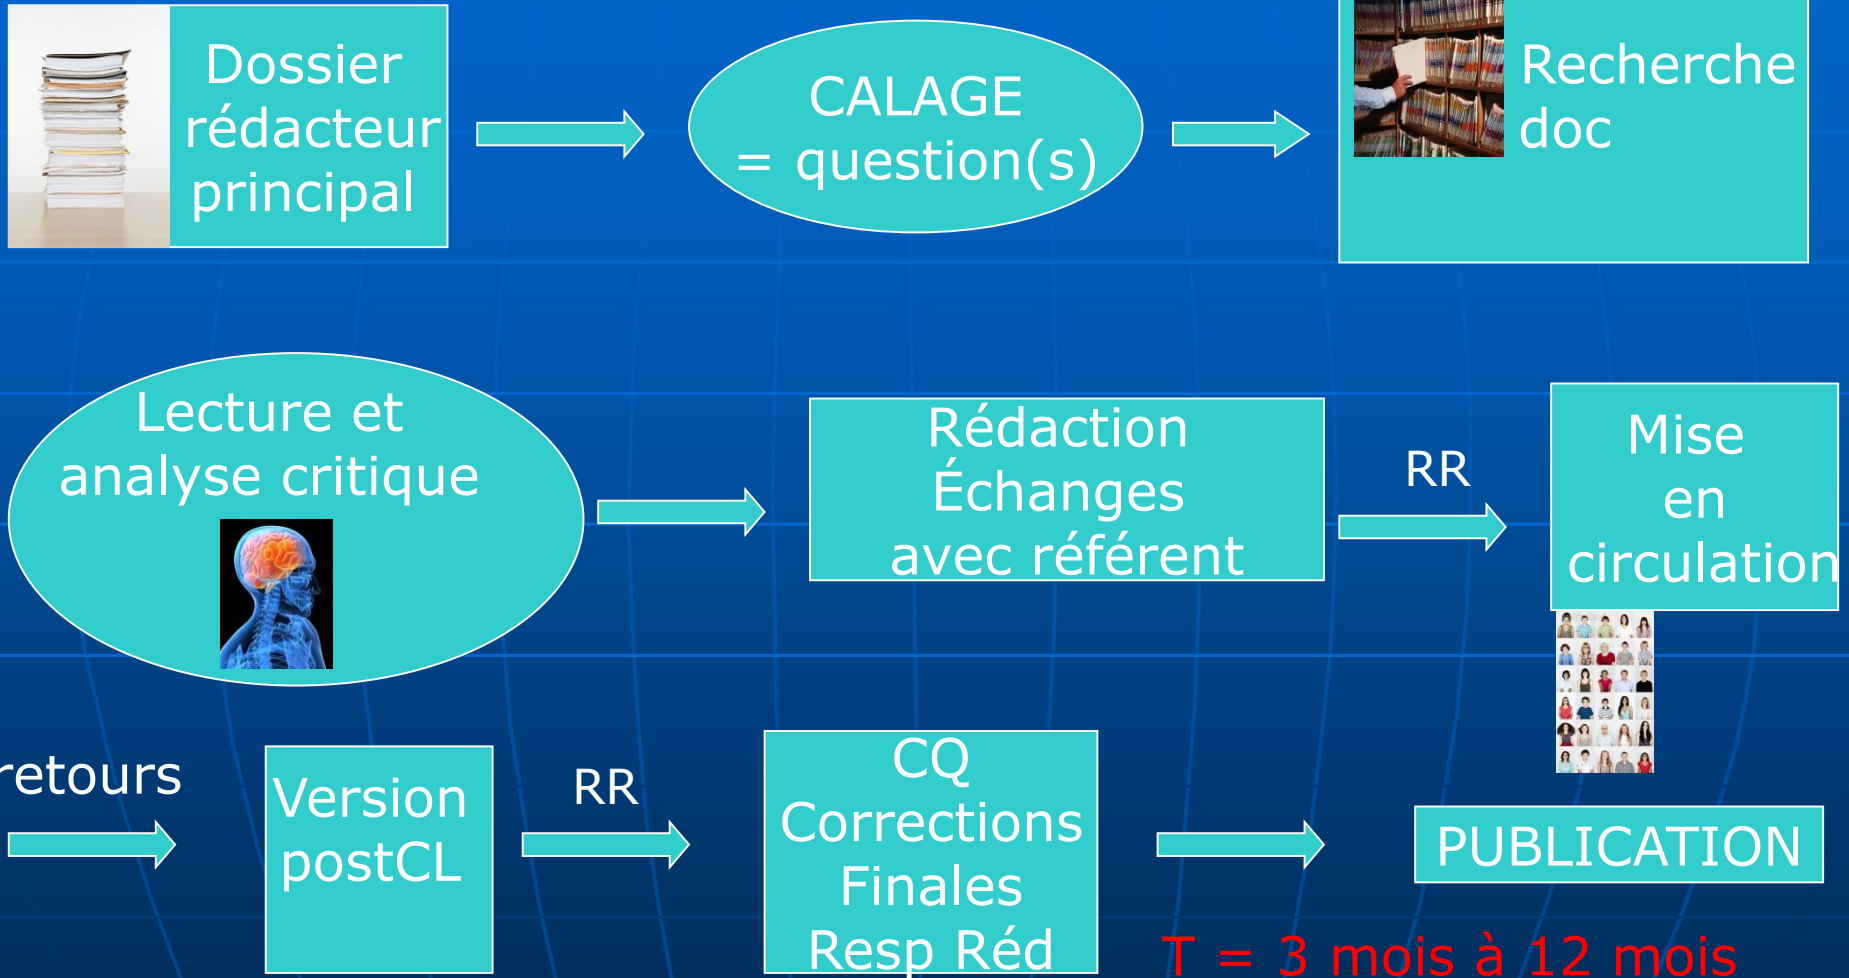 Dossier
rédacteur
principal
CALAGE
= question(s)
Recherche
doc
Lecture et
analyse critique
Rédaction
Échanges
avec référent
RR
Mise
en
circulation
retours
Version
postCL
RR
CQ
Corrections
Finales
Resp Réd
PUBLICATION
T = 3 mois à 12 mois